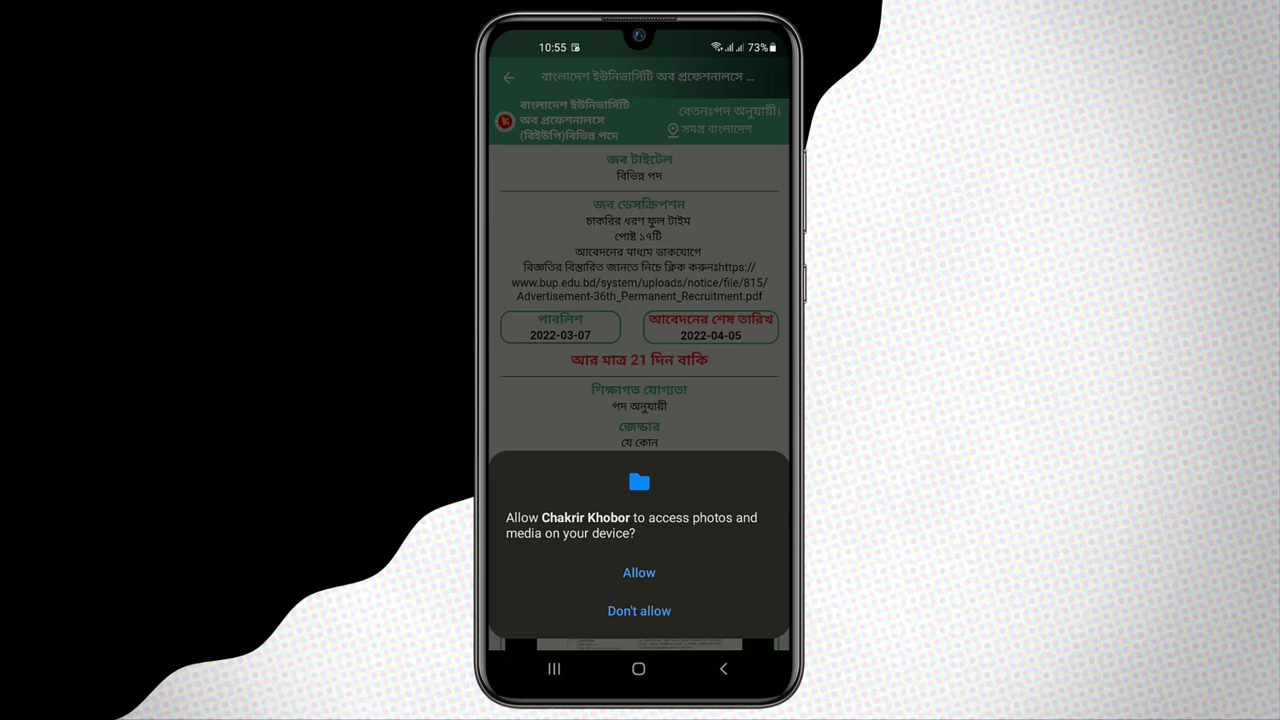 10:55
73%
বাংলাদেশ ইউনিভার্সিটি অব প্রফেশনালসে ...
বাংলাদেশ ইউনিভার্সিটি
অব প্রফেশনালসে
(বিইউপি)বিভিন্ন পদে
বেতনঃপদ অনুযায়ী।
সমগ্র বাংলাদেশ
জব টাইটেল
বিভিন্ন পদ
জব ডেসক্রিপশন
চাকরির ধরণ ফুল টাইম
পোষ্ট ১৭টি
আবেদনের মাধ্যম ডাকযোগে
বিজ্ঞতির বিস্তারিত জানতে নিচে ক্লিক করুনঃhttps://
www.bup.edu.bd/system/uploads/notice/file/815/
Advertisement-36th_Permanent_Recruitment.pdf
পাবলিশ
2022-03-07
আবেদনের শেষ তারিখ
2022-04-05
আর মাত্র 21 দিন বাকি
শিক্ষাগত যোগ্যতা
পদ অনুযায়ী
জেন্ডার
যে কোন
Allow Chakrir Khobor to access photos and
media on your device?
Allow
Don't allow